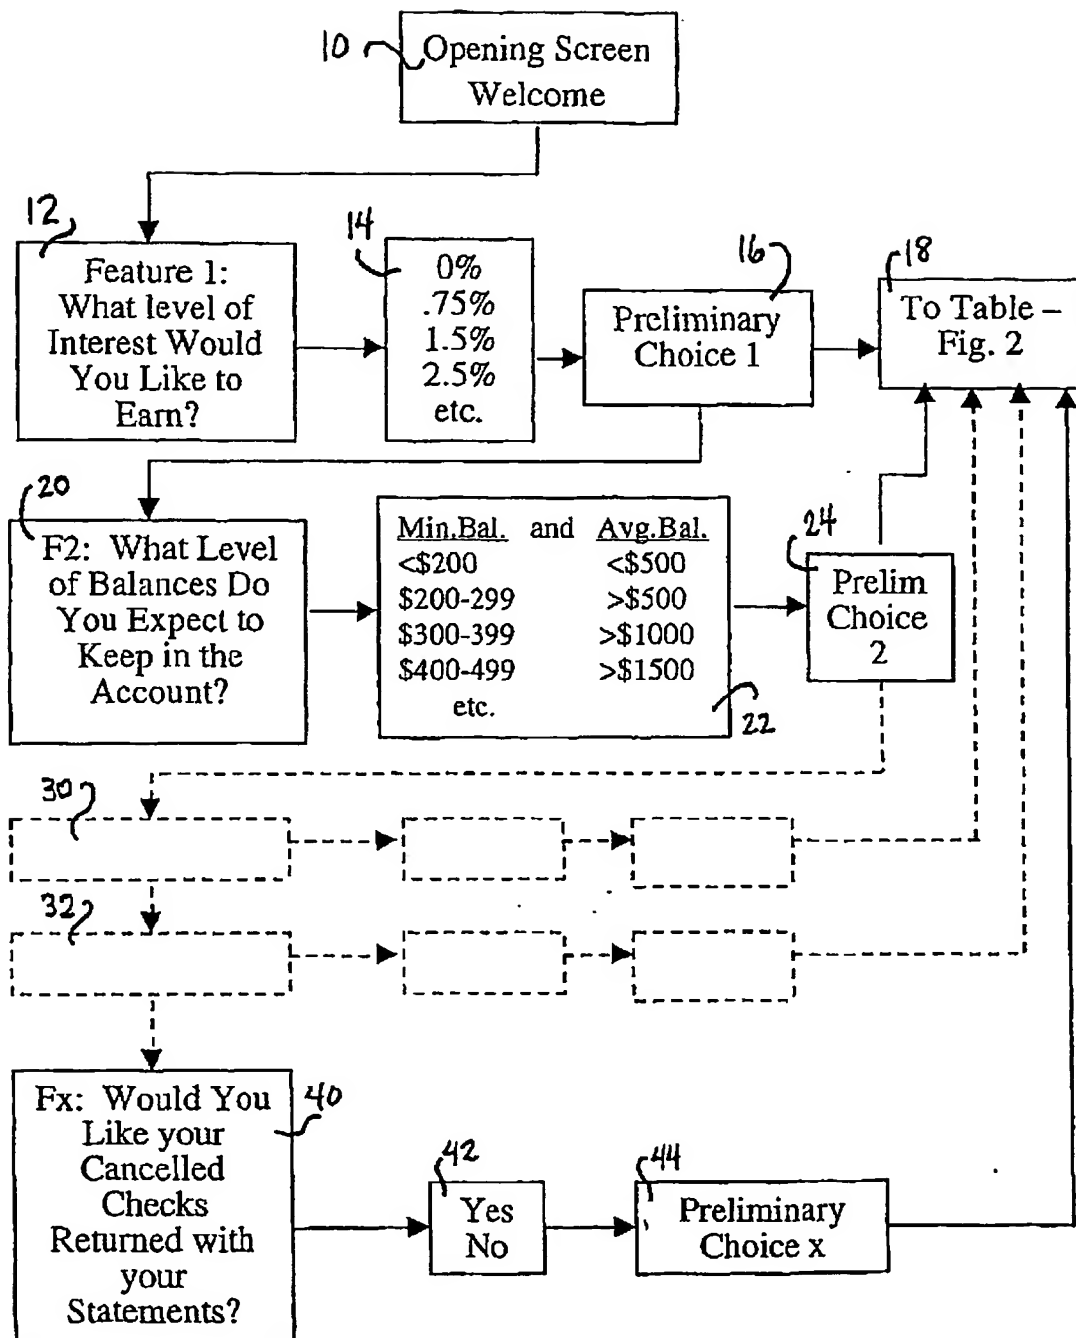 10
Opening Screen
Welcome
12
Feature 1:
What level of
Interest Would
You Like to
Earn?
14
0%
.75%
1.5%
2.5%
etc.
16
Preliminary
Choice 1
18
To Table –
Fig. 2
20
F2: What Level
of Balances Do
You Expect to
Keep in the
Account?
Min.Bal. and Avg.Bal.
<$200 <$500
$200-299 >$500
$300-399 >$1000
$400-499 >$1500
etc.
22
24
Prelim
Choice
2
30
32
Fx: Would You
Like your
Cancelled
Checks
Returned with
your
Statements?
40
42
Yes
No
44
Preliminary
Choice x